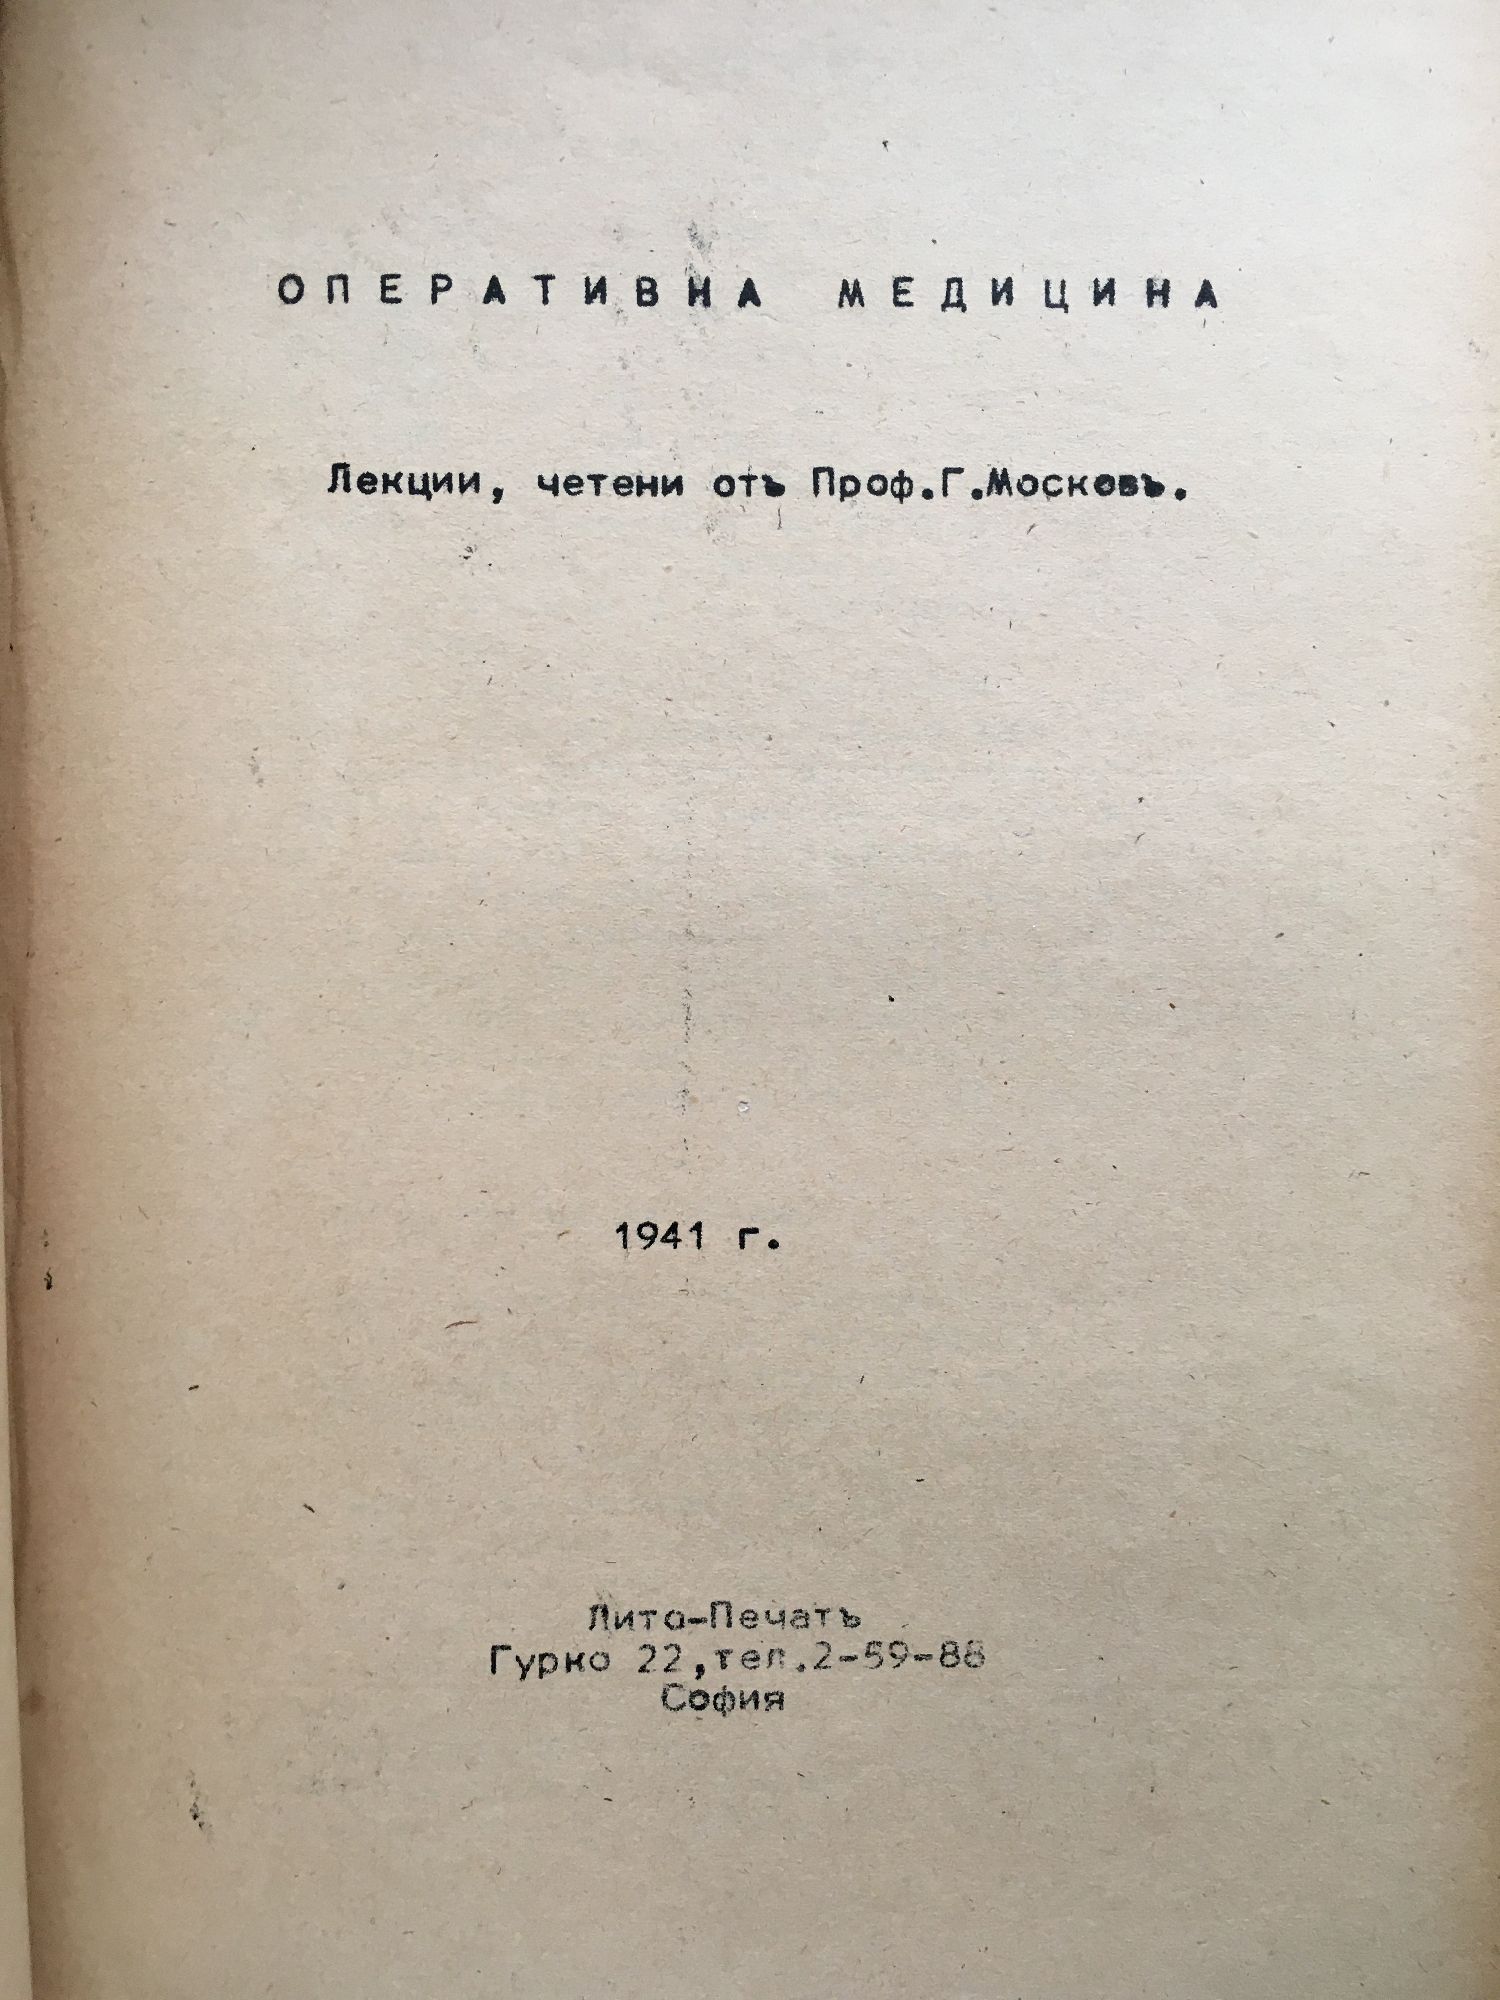 ОПЕРАТИВНА МЕДИЦИНА
Лекции, четени отъ Проф.Г.Московъ.
1941 г.
Лито-Печатъ
Гурко 22,тел.2-59-88
София